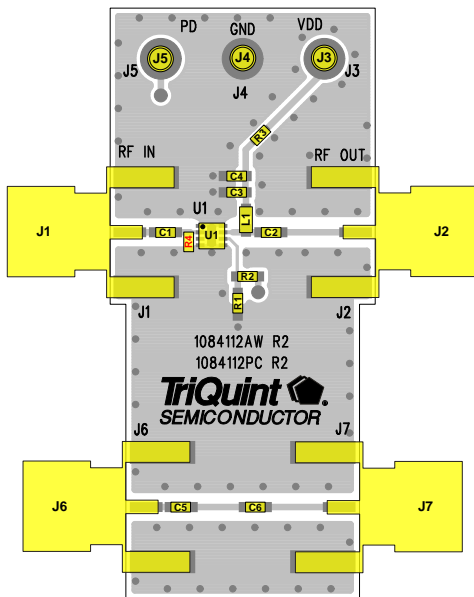 PD
GND
VDD
J5
J4
J3
J5
J4
J3
R3
RF IN
RF OUT
C4
C3
U1
L1
J1
C1
R4
U1
C2
J2
R2
J1
R1
J2
1084112AW R2
1084112PC R2
TriQuint
SEMICONDUCTOR
J6
J7
J6
C5
C6
J7